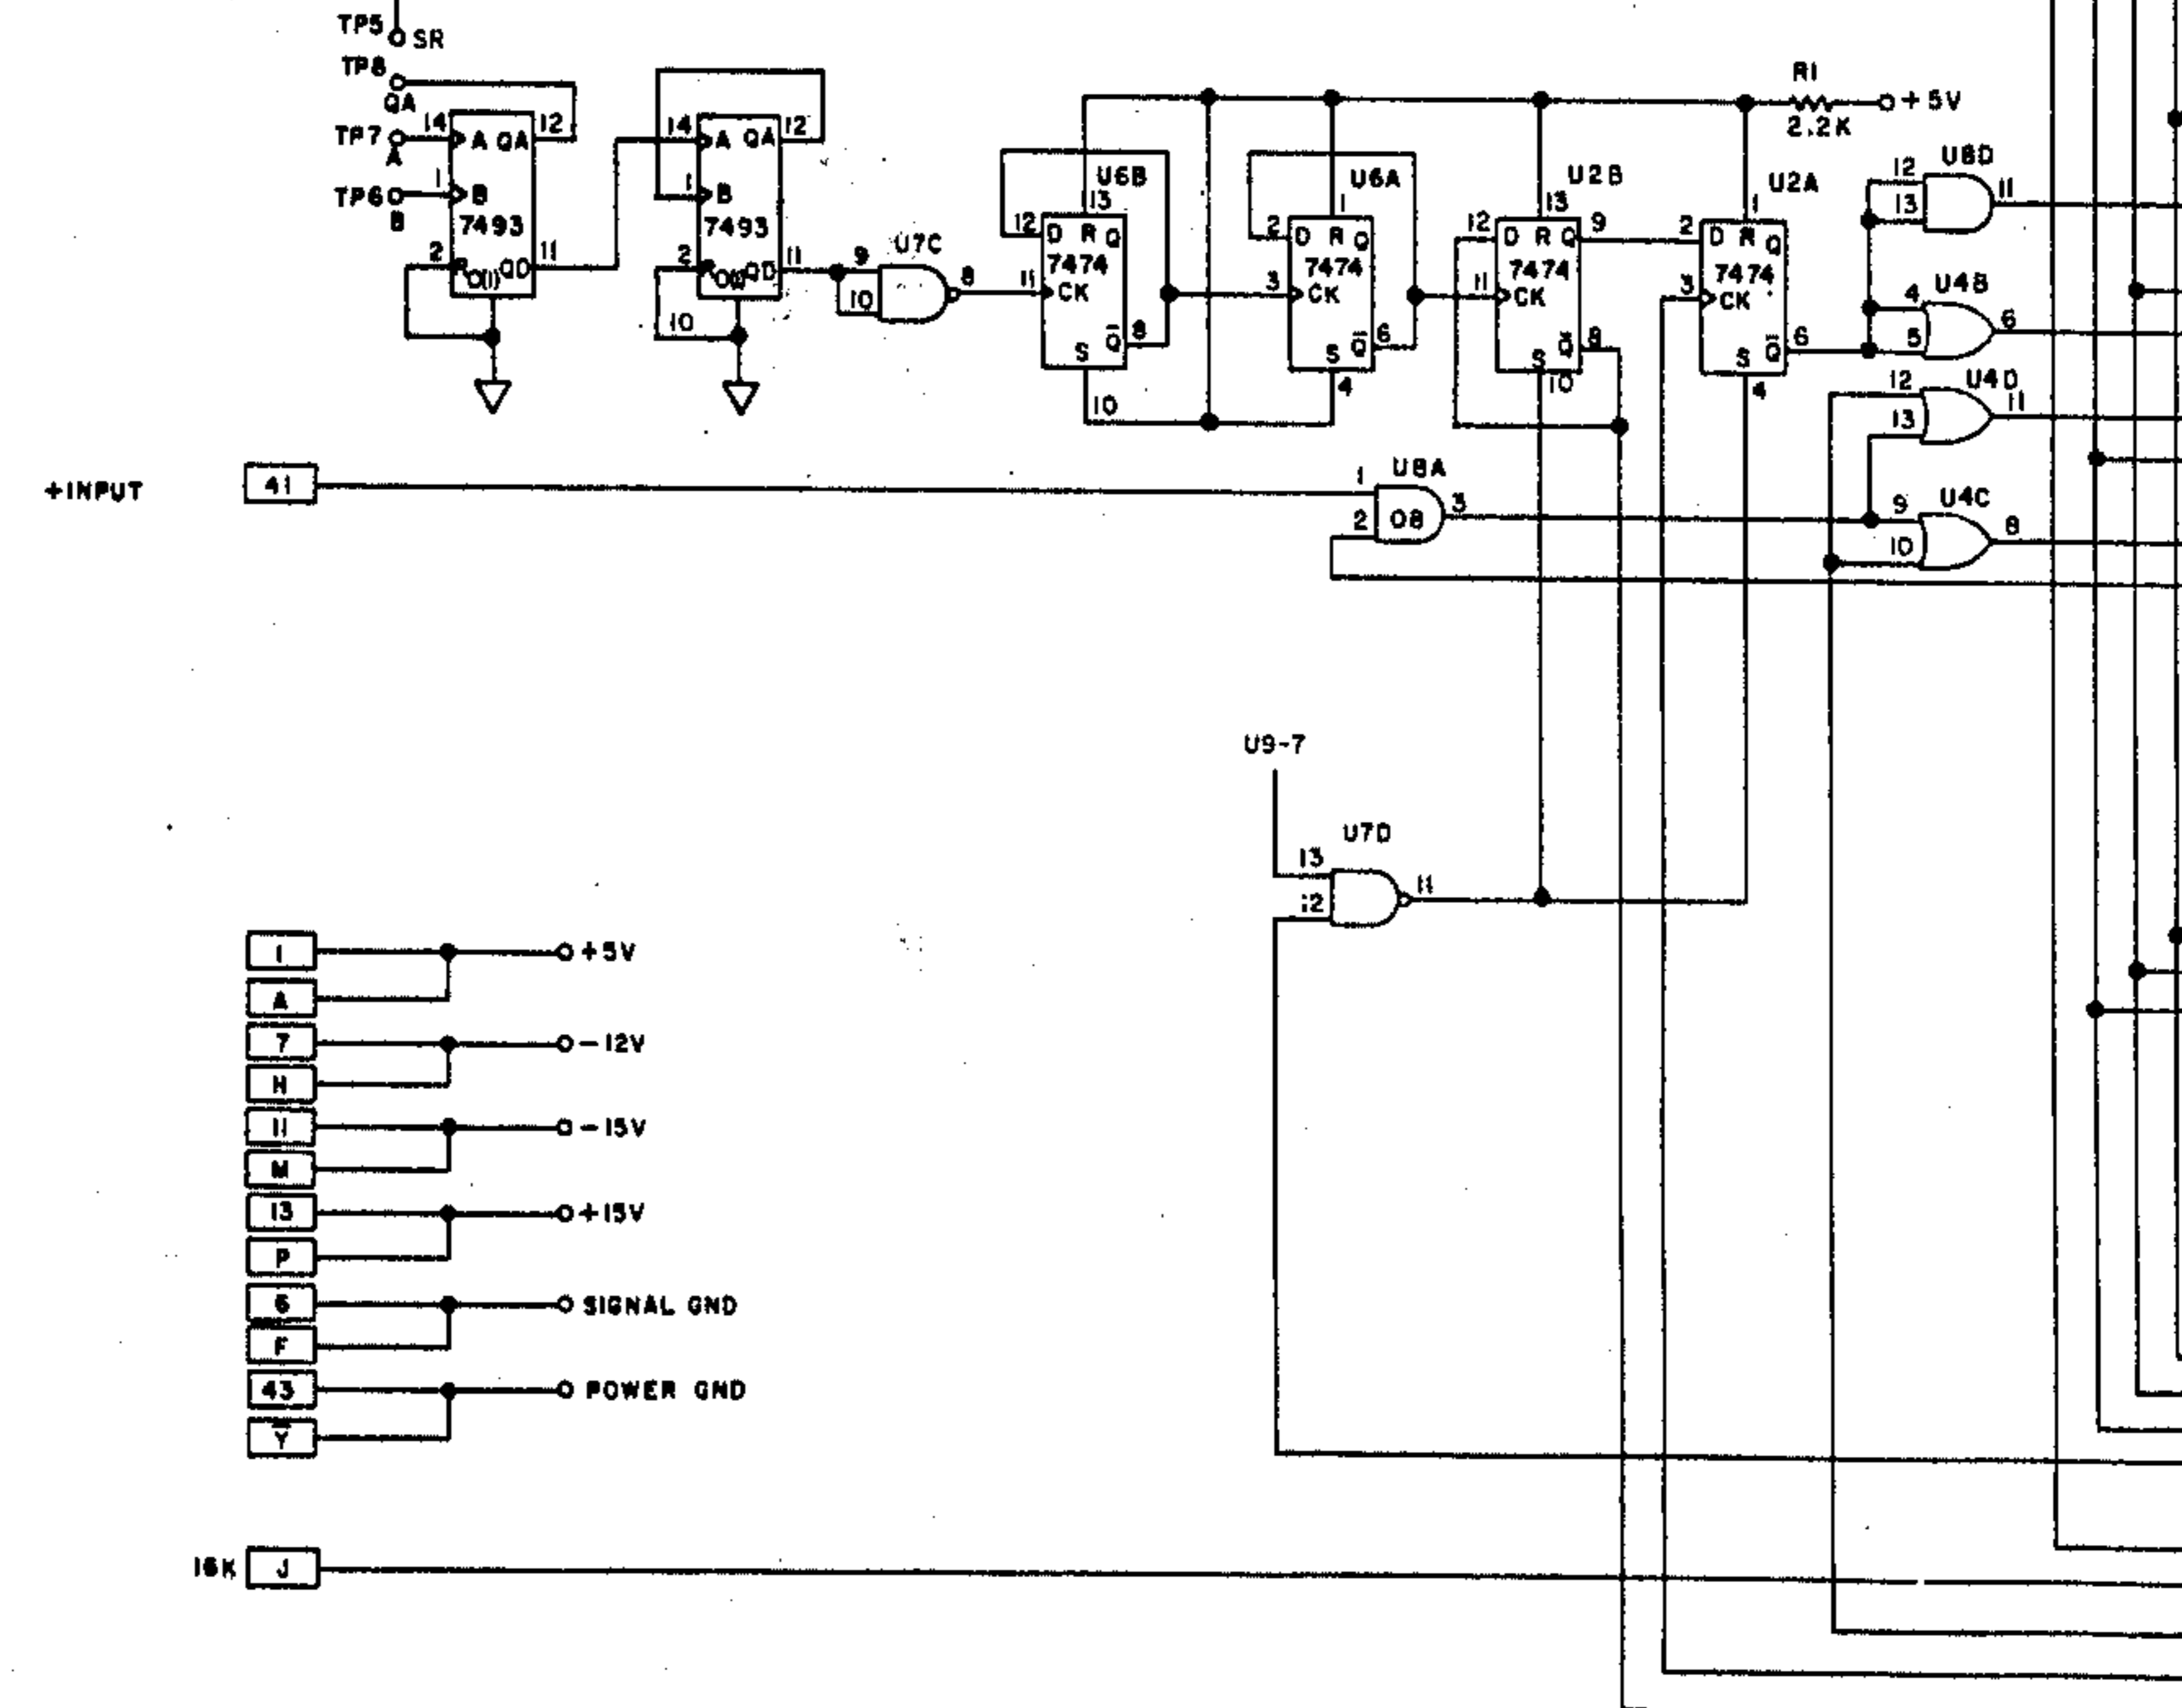 TP5 SR
TP8
QA
TP7 A
TP6 B
14 A QA 12
1 B
7493
2 R O(1) QD 11
14 A QA 12
1 B
7493
2 R O(1) QD 11
10
U7C
9
10
8
U6B
13
12 D R Q
7474
11 CK
S Q̅ 8
10
U6A
1
2 D R Q
7474
3 CK
S Q̅ 6
4
U2B
13
12 D R Q 9
7474
11 CK
S Q̅ 8
10
R1
2.2K
+5V
U2A
1
2 D R Q
7474
3 CK
S Q̅ 6
4
U8D
12
13
11
U4B
4
5
6
U4D
12
13
11
U4C
9
10
8
+INPUT 41
U8A
1
2
08
3
U9-7
U7D
13
12
11
1 +5V
A
7 -12V
H
11 -15V
M
13 +15V
P
6 SIGNAL GND
F
43 POWER GND
Y̅
16K J